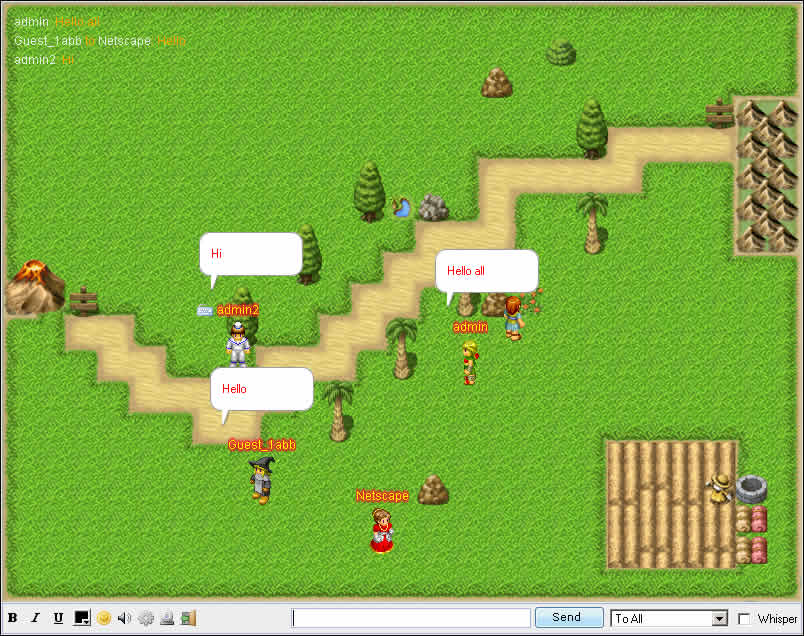 admin: Hello all
Guest_1abb to Netscape: Hello
admin2: Hi
Hi
Hello all
admin2
admin
Hello
Guest_1abb
Netscape
B I U Send To All Whisper